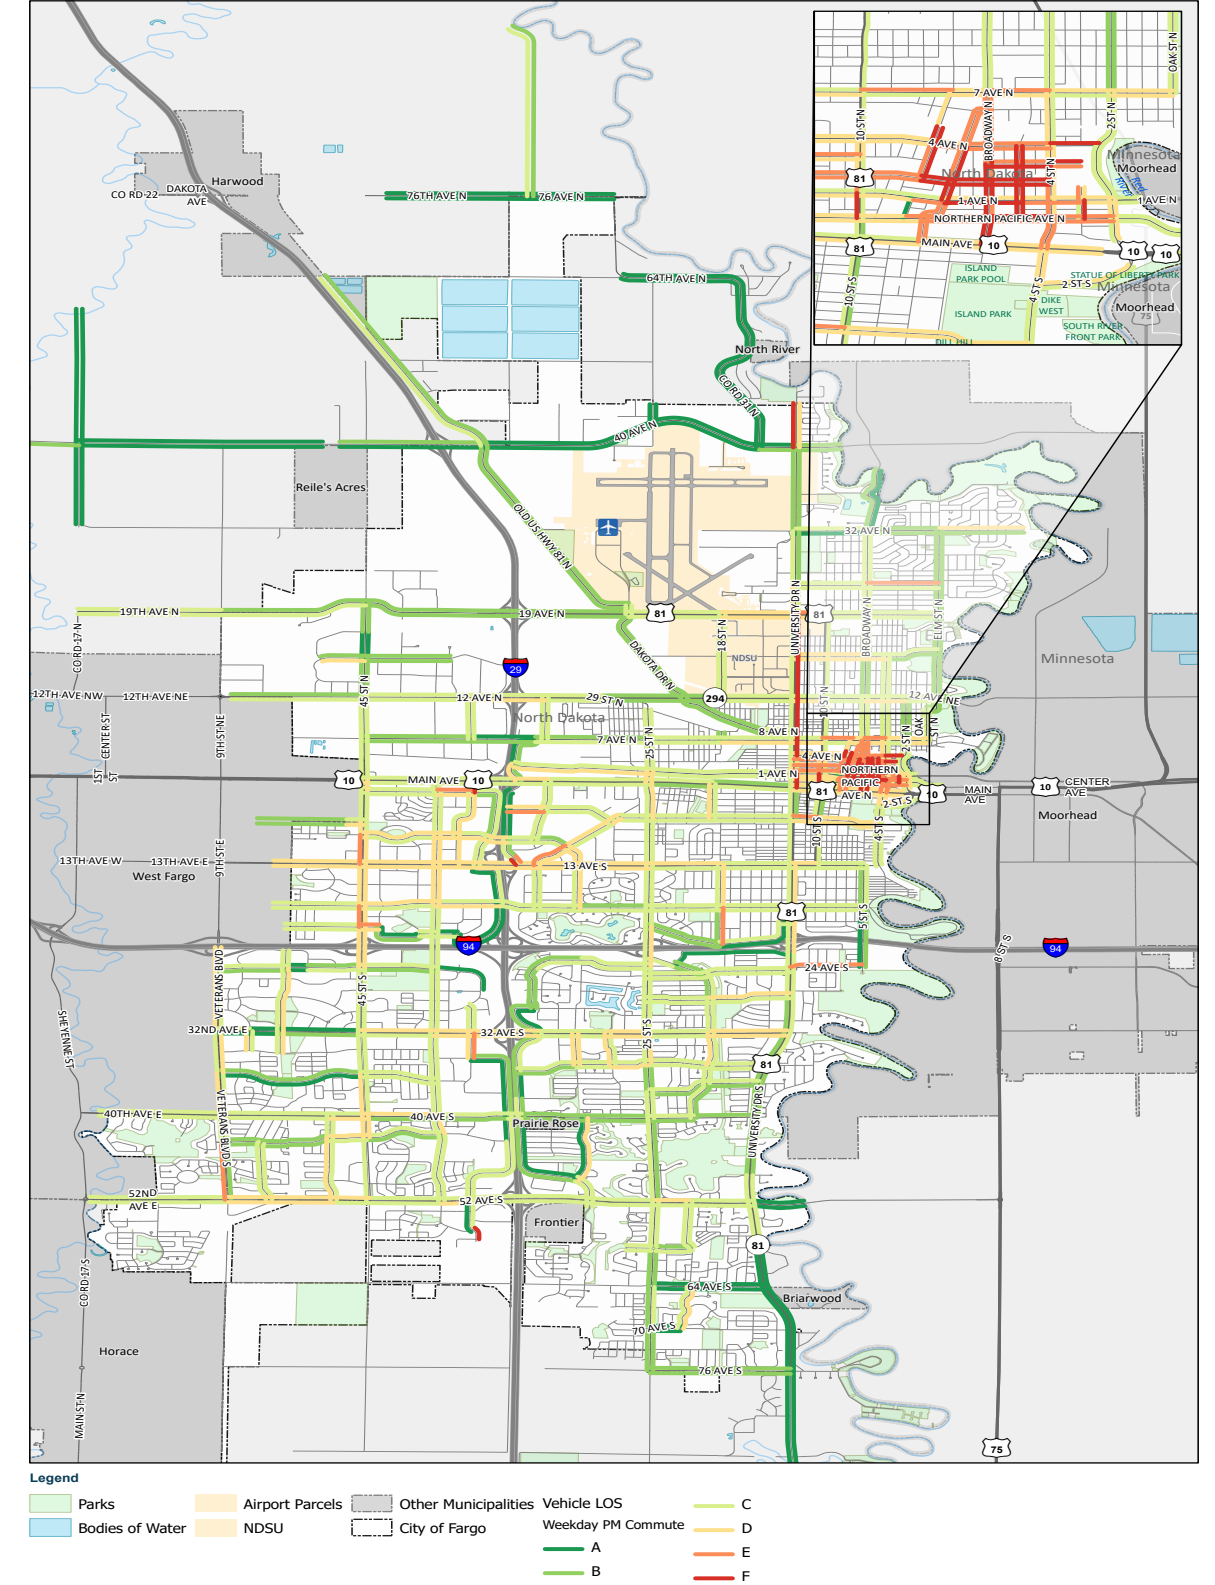 7 AVE N
10 ST N
BROADWAY N
2 ST N
OAK ST N
4 AVE N
4 ST N
North Dakota
Minnesota
Moorhead
Red
River
81
1 AVE N
1 AVE N
NORTHERN PACIFIC AVE N
MAIN AVE
81
10
10
10
ISLAND
PARK POOL
STATUE OF LIBERTY PARK
2 ST S
4 ST S
10 ST S
Minnesota
Moorhead
75
DIKE
WEST
ISLAND PARK
SOUTH RIVER
FRONT PARK
DILL HILL
Harwood
CO RD 22
DAKOTA
AVE
76TH AVE N
76 AVE N
64TH AVE N
North River
CO RD 31 N
40 AVE N
Reile's Acres
OLD US HWY 81 N
32 AVE N
19TH AVE N
19 AVE N
81
81
UNIVERSITY DR N
BROADWAY N
ELM ST N
CO RD 17 N
18 ST N
DAKOTA DR N
NDSU
29
Minnesota
45 ST N
12TH AVE NW
12TH AVE NE
12 AVE N
29 ST N
294
10 ST N
12 AVE NE
North Dakota
CENTER ST
9TH ST NE
25 ST N
7 AVE N
8 AVE N
2 ST N
OAK
ST N
4 AVE N
1ST
ST
10
MAIN AVE
10
1 AVE N
NORTHERN
PACIFIC
AVE N
81
2 ST S
10
MAIN
AVE
10
CENTER
AVE
Moorhead
10 ST S
4 ST S
13TH AVE W
13TH AVE E
9TH ST E
West Fargo
13 AVE S
81
5 ST S
94
94
8 ST S
24 AVE S
VETERANS BLVD
45 ST S
SHEYENNE ST
32ND AVE E
32 AVE S
25 ST S
81
VETERANS BLVD S
40TH AVE E
40 AVE S
Prairie Rose
UNIVERSITY DR S
52ND
AVE E
52 AVE S
Frontier
81
CO RD 17 S
64 AVE S
Briarwood
70 AVE S
Horace
76 AVE S
MAIN ST N
75
Legend
Parks
Bodies of Water
Airport Parcels
NDSU
Other Municipalities
City of Fargo
Vehicle LOS
Weekday PM Commute
A
B
C
D
E
F